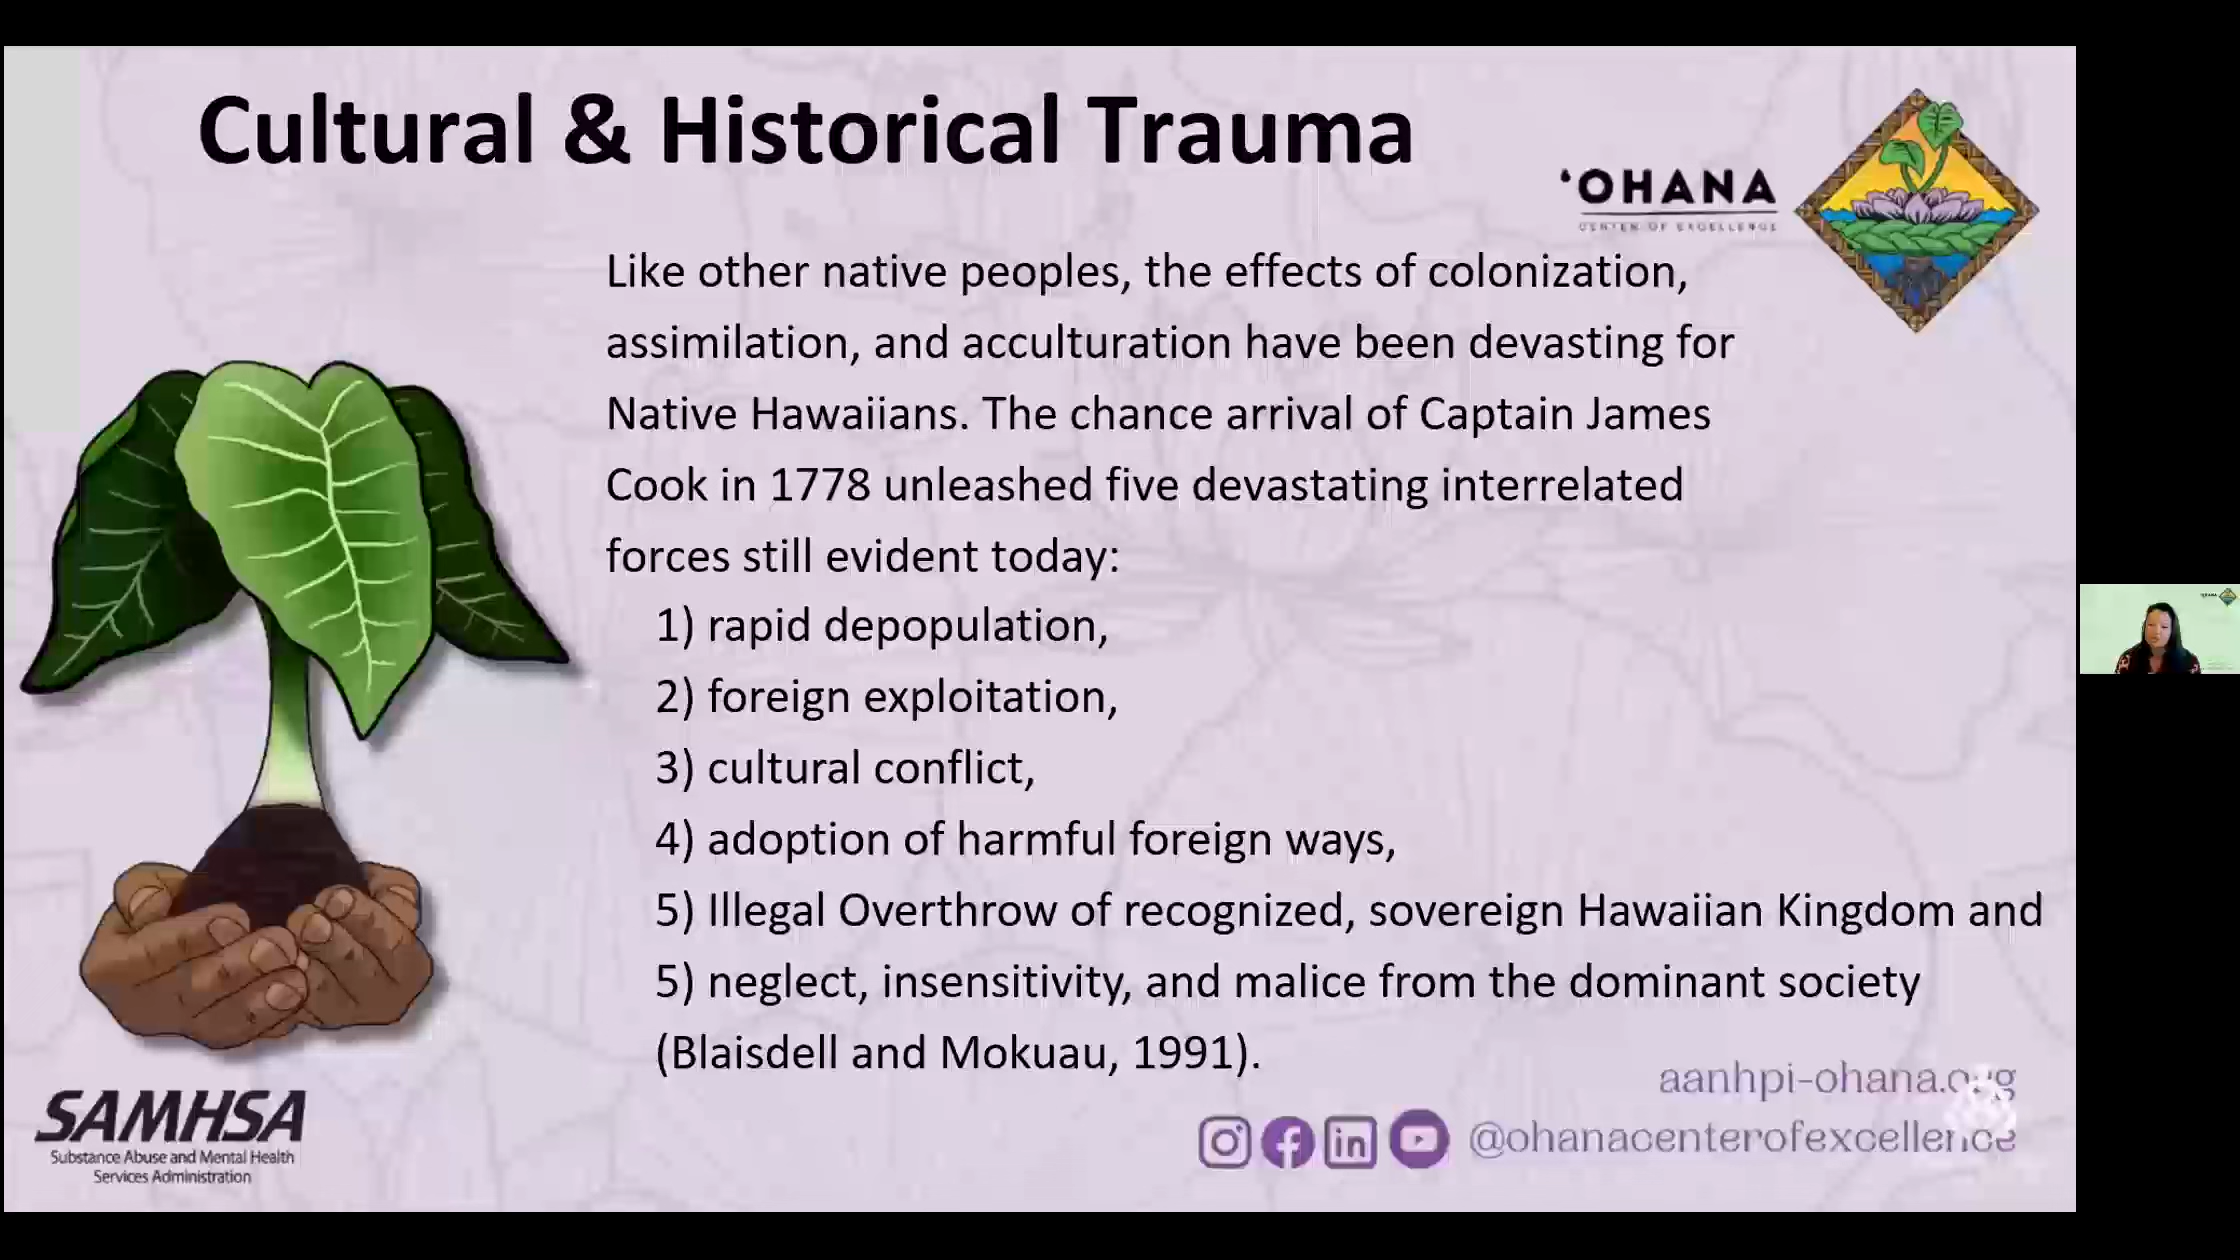 Cultural & Historical Trauma
‘OHANA
CENTER OF EXCELLENCE
Like other native peoples, the effects of colonization,
assimilation, and acculturation have been devasting for
Native Hawaiians. The chance arrival of Captain James
Cook in 1778 unleashed five devastating interrelated
forces still evident today:
1) rapid depopulation,
2) foreign exploitation,
3) cultural conflict,
4) adoption of harmful foreign ways,
5) Illegal Overthrow of recognized, sovereign Hawaiian Kingdom and
5) neglect, insensitivity, and malice from the dominant society
(Blaisdell and Mokuau, 1991).
SAMHSA
Substance Abuse and Mental Health
Services Administration
aanhpi-ohana.org
@ohanacenterofexcellence